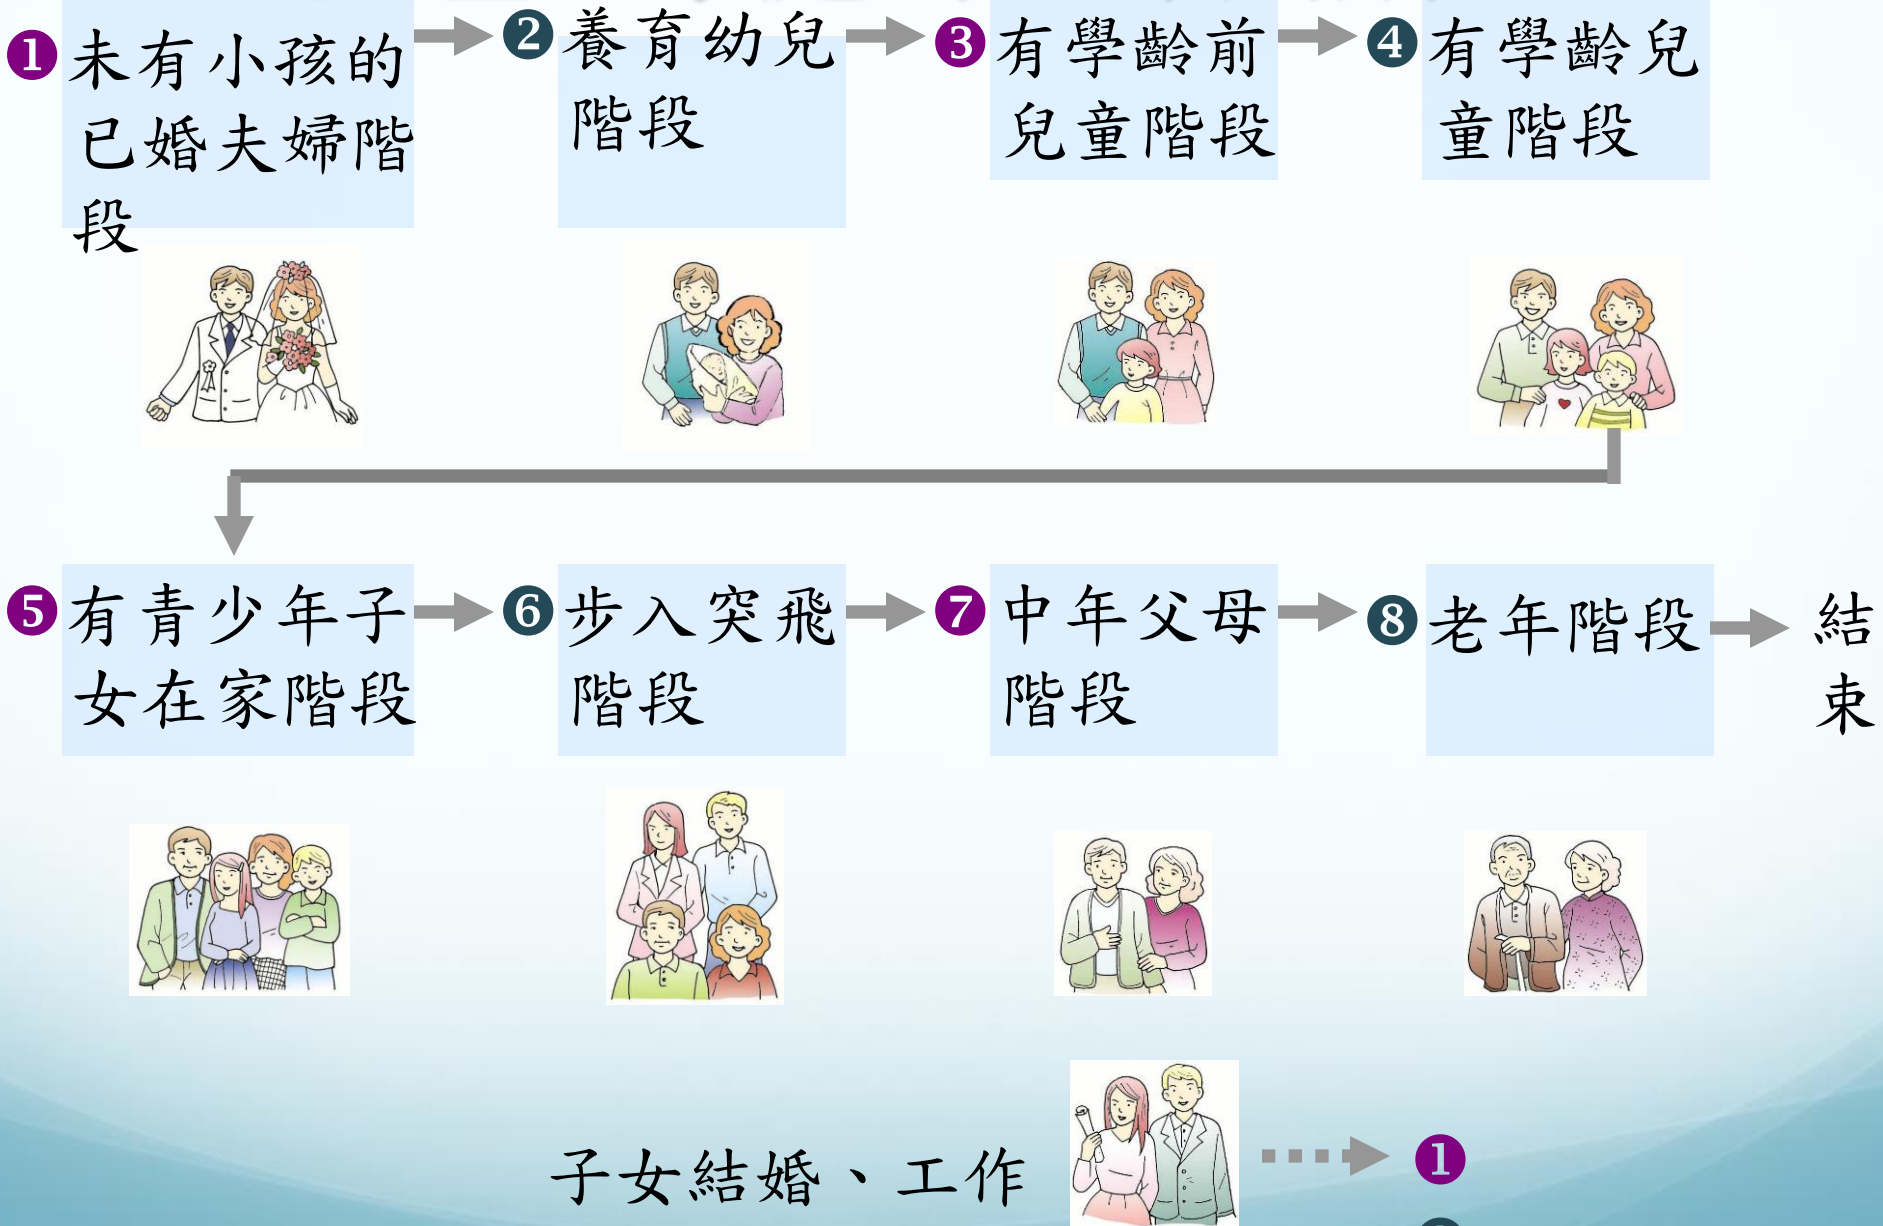 ❶未有小孩的
已婚夫婦階
段
❷養育幼兒
階段
❸有學齡前
兒童階段
❹有學齡兒
童階段
❺有青少年子
女在家階段
❻步入突飛
階段
❼中年父母
階段
❽老年階段
結
束
子女結婚、工作
❶